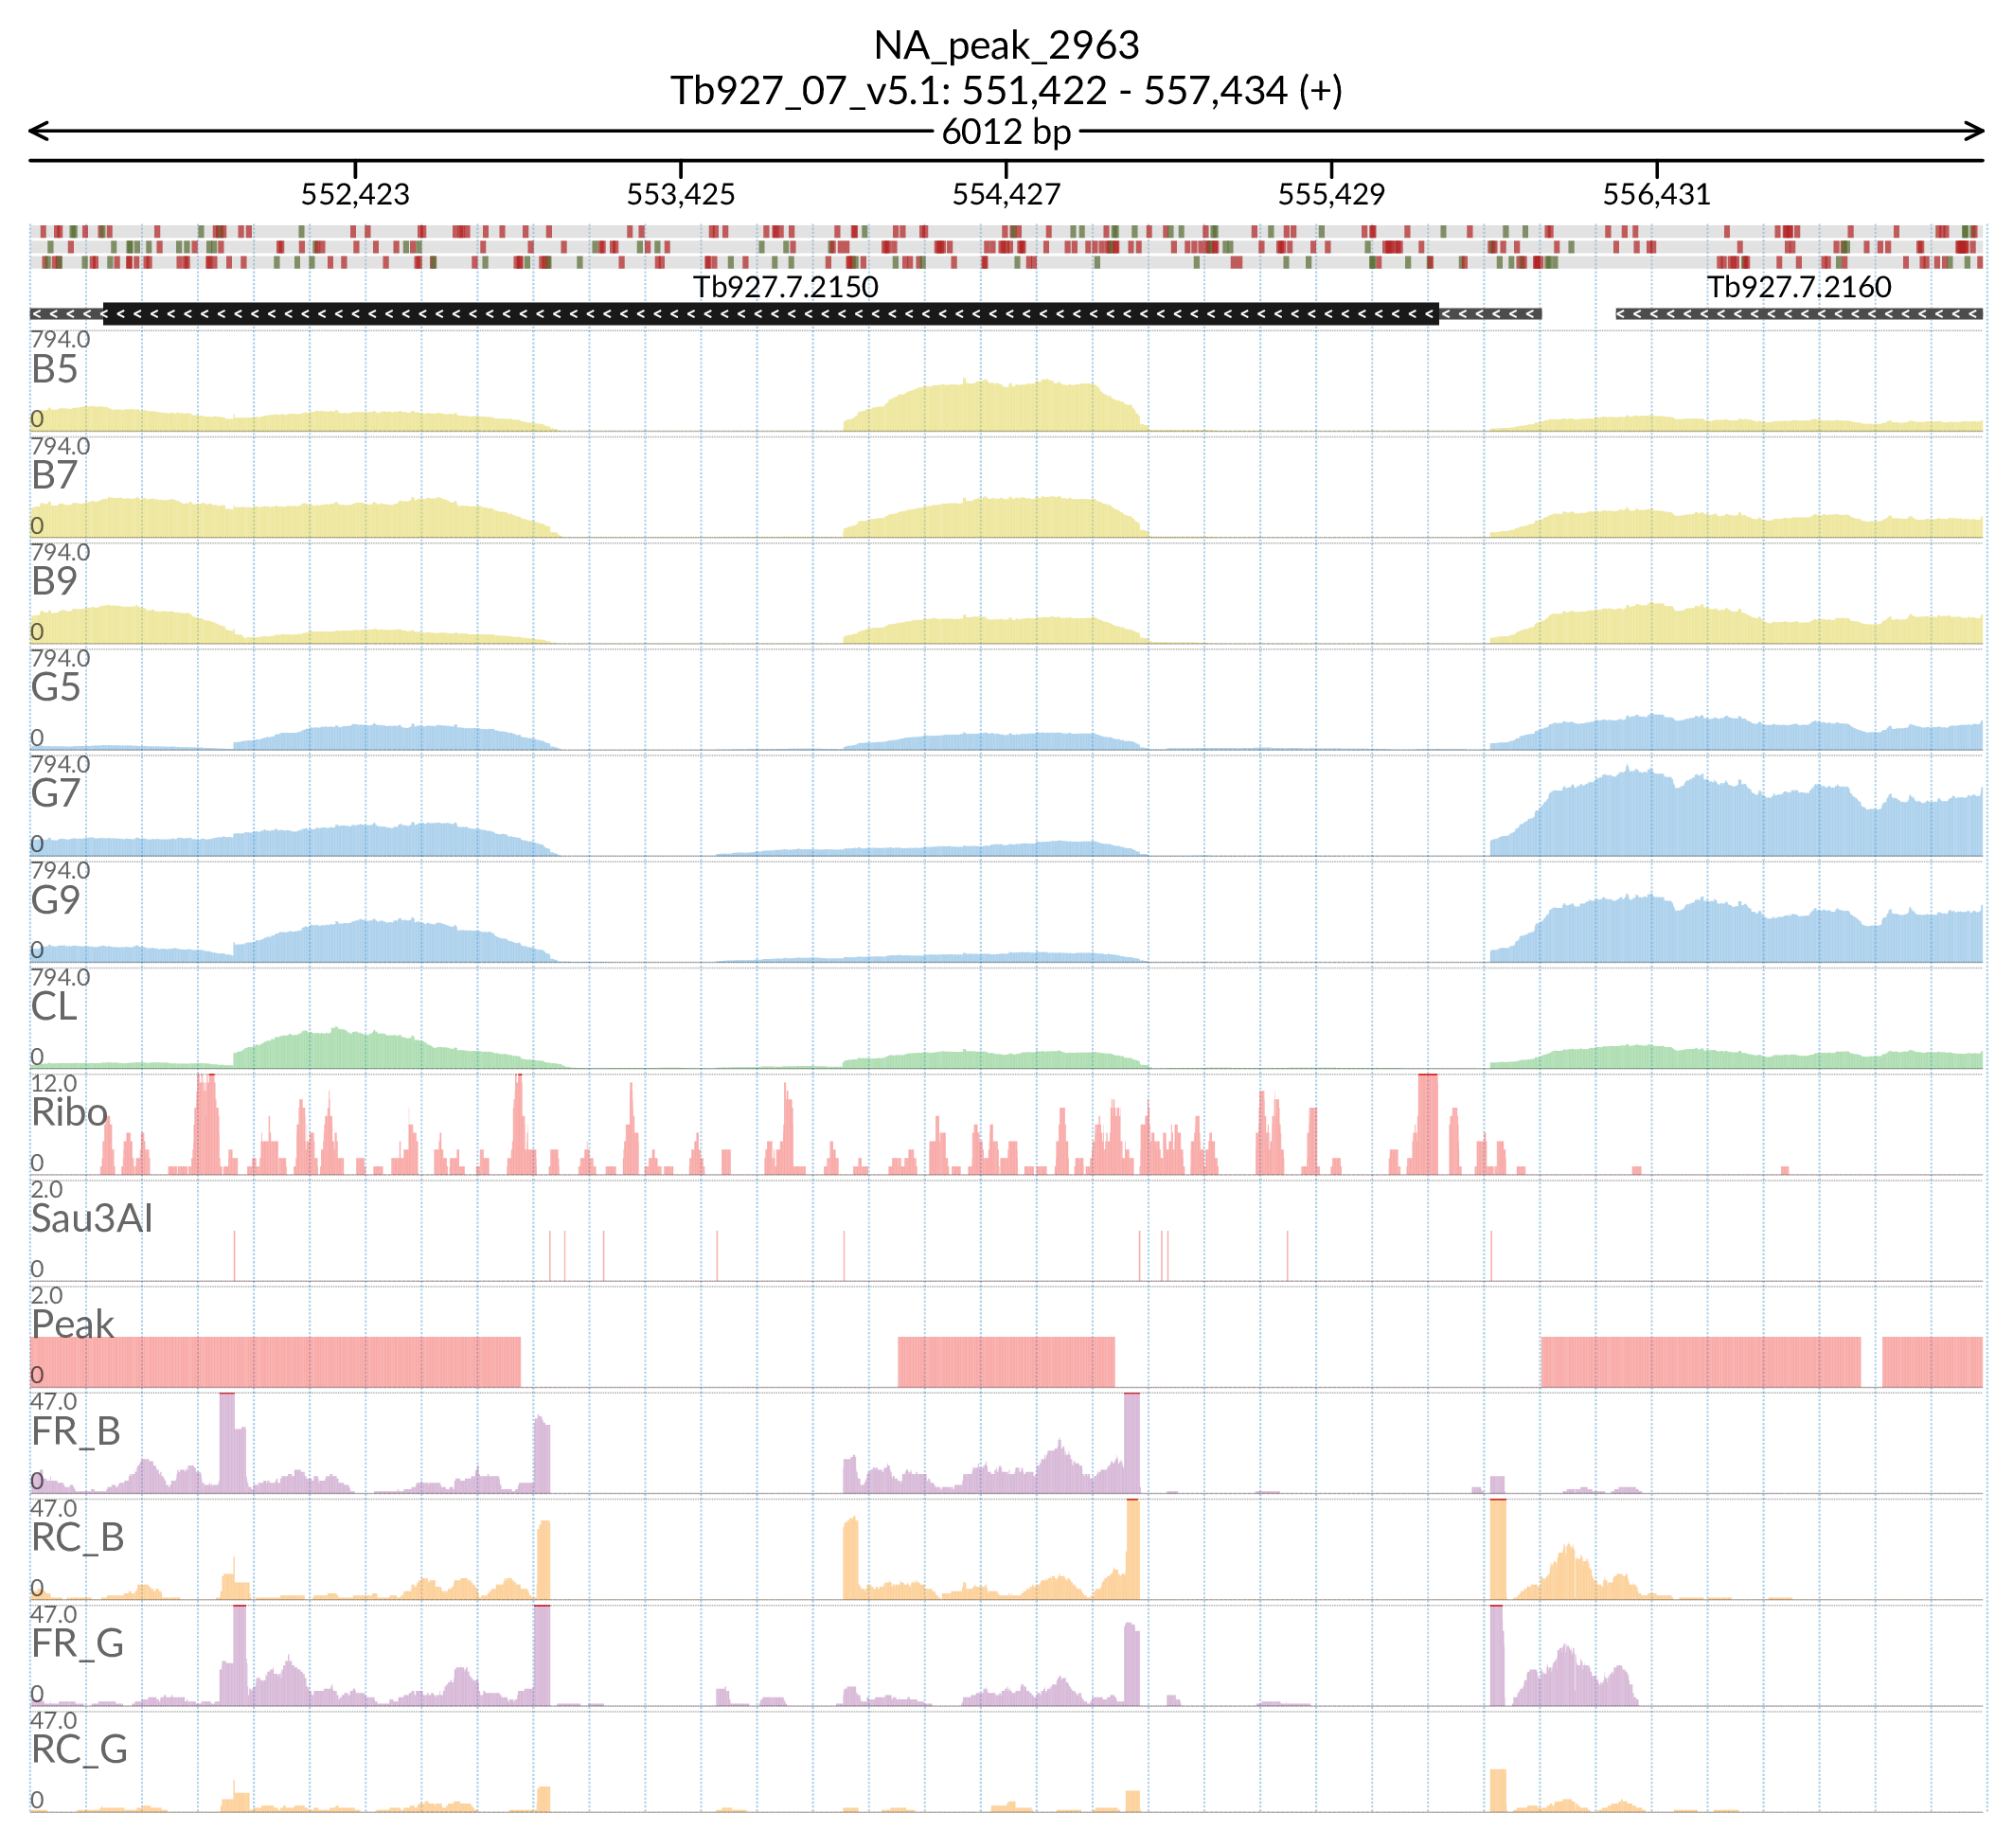 NA_peak_2963
Tb927_07_v5.1: 551,422 - 557,434 (+)
6012 bp
552,423 553,425 554,427 555,429 556,431
Tb927.7.2150 Tb927.7.2160
794.0
B5
0
794.0
B7
0
794.0
B9
0
794.0
G5
0
794.0
G7
0
794.0
G9
0
794.0
CL
0
12.0
Ribo
0
2.0
Sau3AI
0
2.0
Peak
0
47.0
FR_B
0
47.0
RC_B
0
47.0
FR_G
0
47.0
RC_G
0